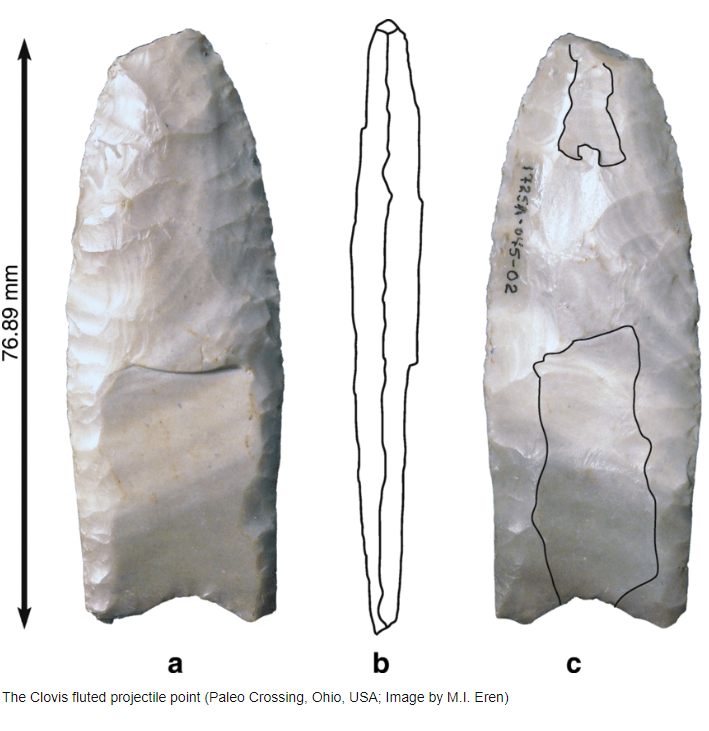 76.89 mm
1725A·045-02
a
b
c
The Clovis fluted projectile point (Paleo Crossing, Ohio, USA; Image by M.I. Eren)